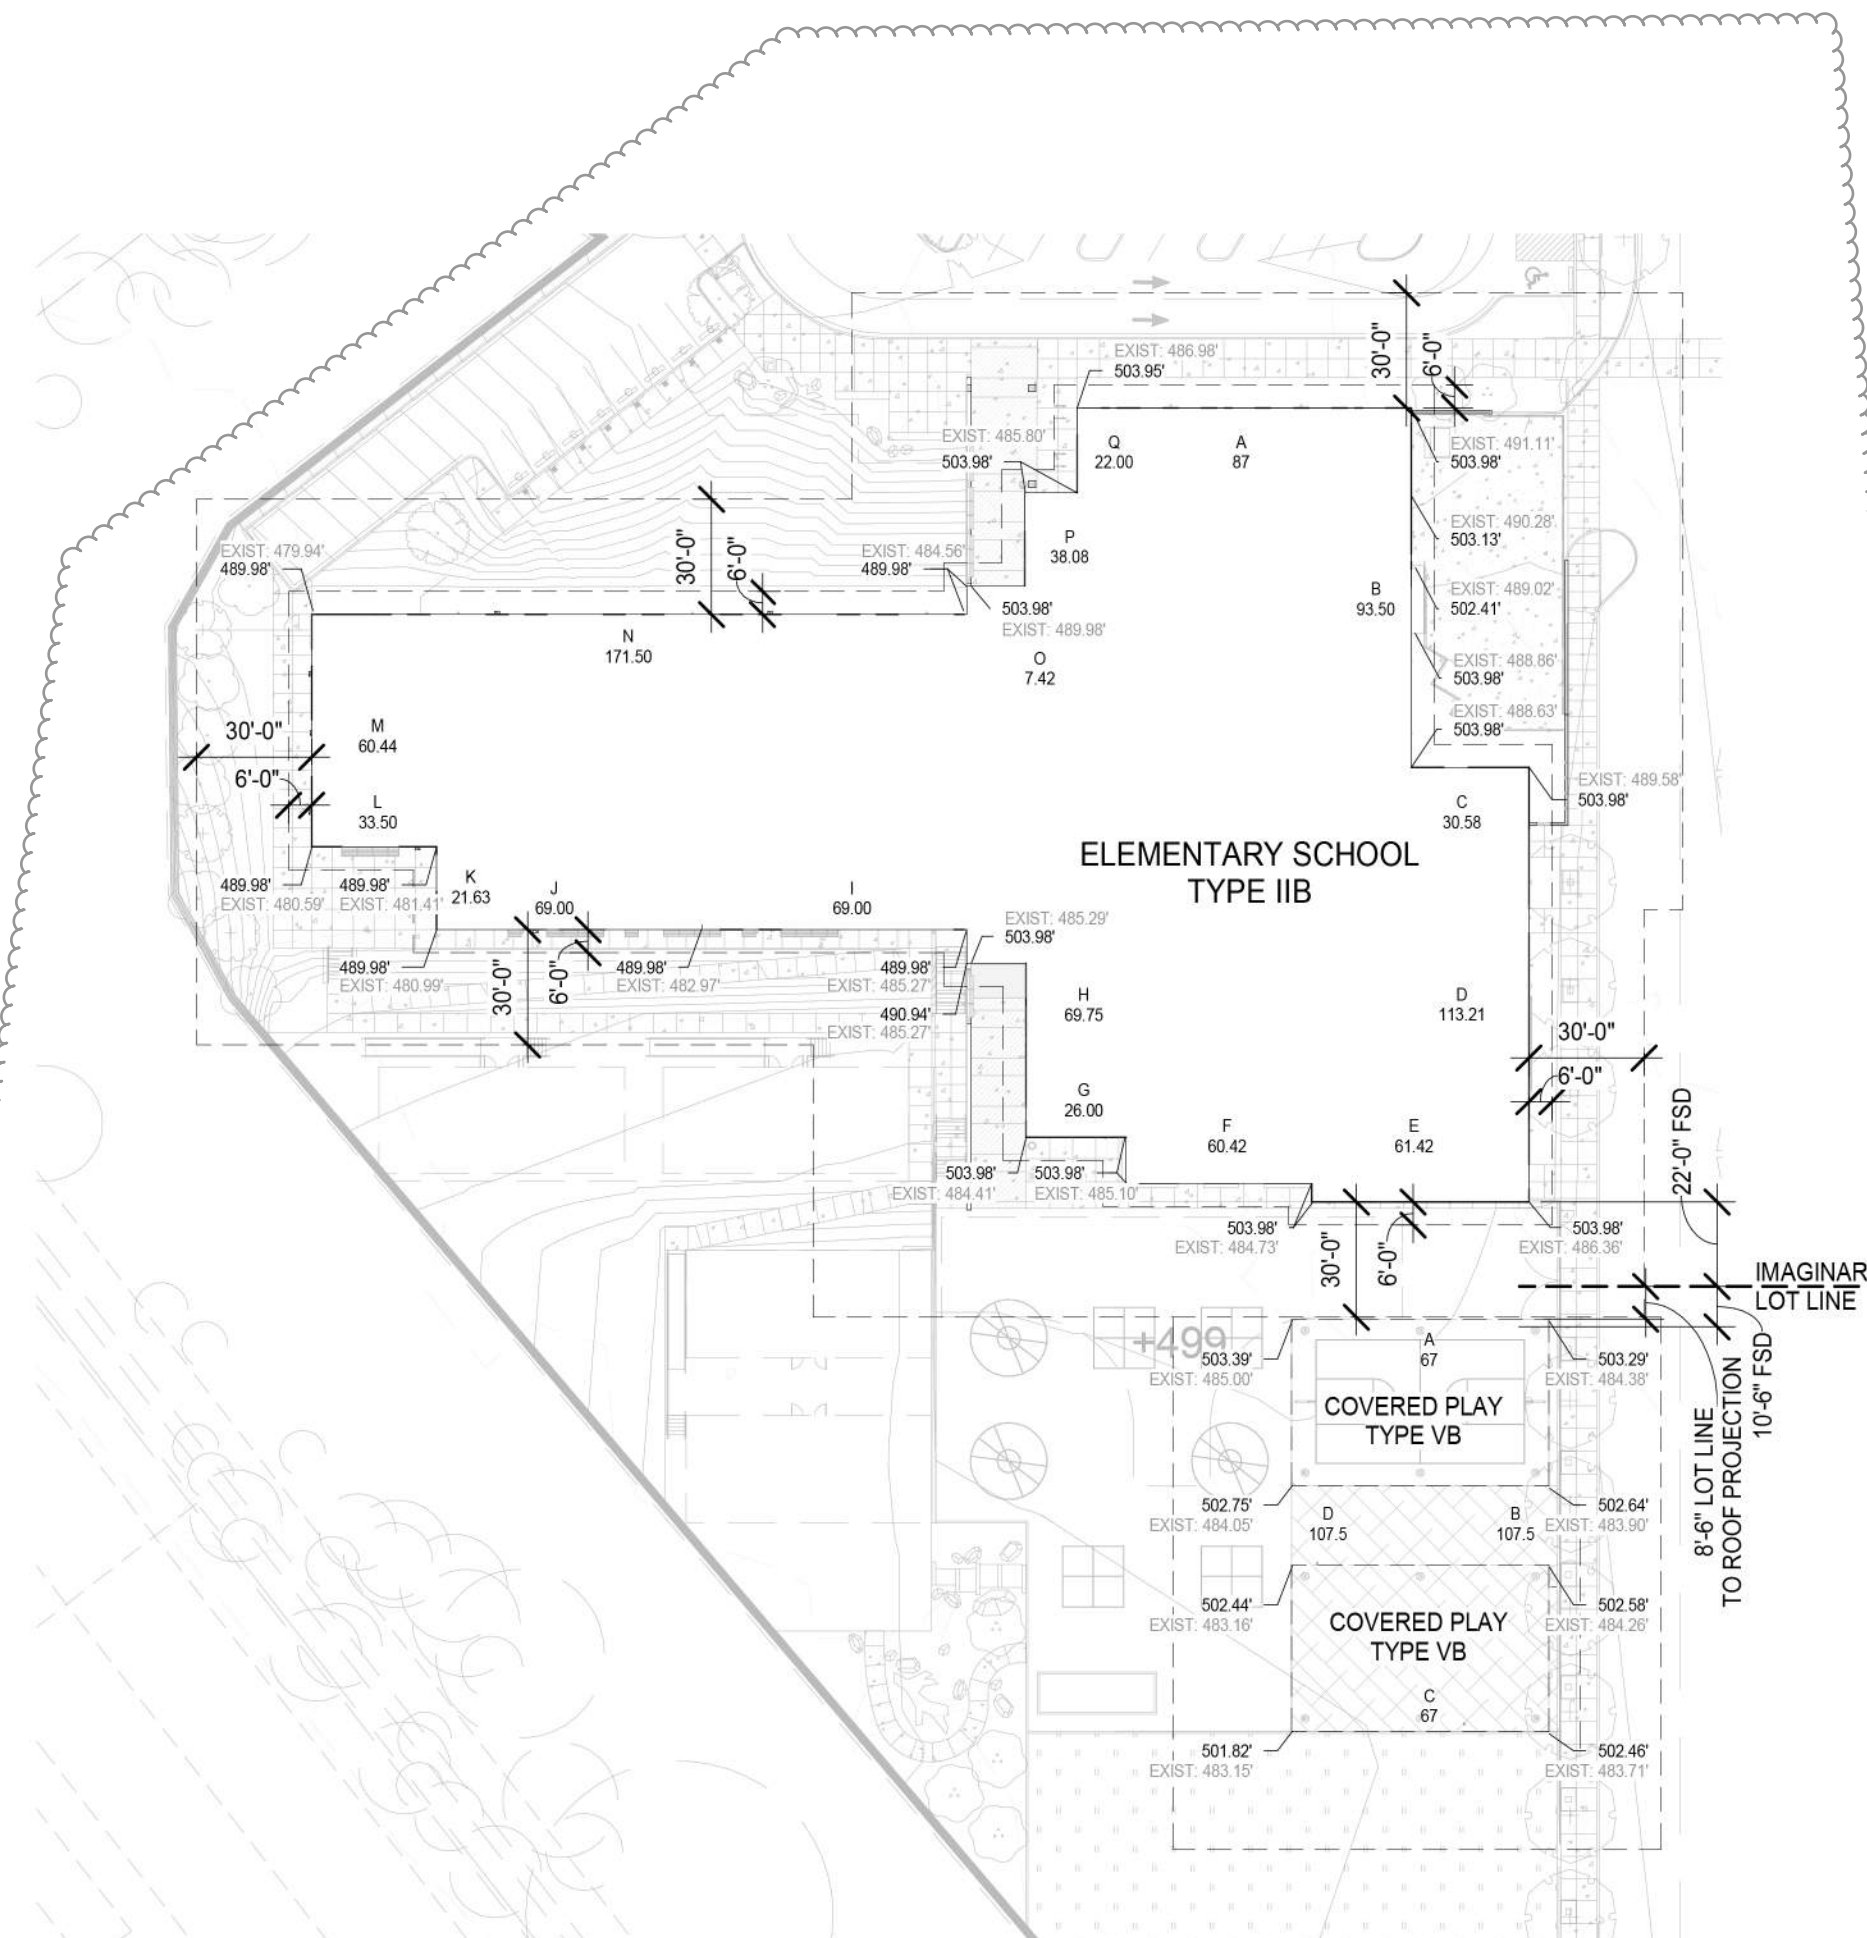 EXIST: 486.98'
503.95'
30'-0"
6'-0"
EXIST: 485.80'
503.98'
Q
22.00
A
87
EXIST: 491.11'
503.98'
EXIST: 490.28'
503.13'
EXIST: 479.94'
489.98'
30'-0"
6'-0"
EXIST: 484.56'
489.98'
P
38.08
B
93.50
EXIST: 489.02'
502.41'
503.98'
EXIST: 489.98'
N
171.50
O
7.42
EXIST: 488.86'
503.98'
EXIST: 488.63'
503.98'
30'-0"
M
60.44
6'-0"
L
33.50
EXIST: 489.58'
503.98'
C
30.58
ELEMENTARY SCHOOL
TYPE IIB
489.98'
EXIST: 480.59'
489.98'
EXIST: 481.41'
K
21.63
J
69.00
I
69.00
EXIST: 485.29'
503.98'
489.98'
EXIST: 480.99'
30'-0"
6'-0"
489.98'
EXIST: 482.97'
489.98'
EXIST: 485.27'
490.94'
EXIST: 485.27'
H
69.75
D
113.21
30'-0"
6'-0"
G
26.00
F
60.42
E
61.42
22'-0" FSD
503.98'
EXIST: 484.41'
503.98'
EXIST: 485.10'
503.98'
EXIST: 484.73'
30'-0"
6'-0"
503.98'
EXIST: 486.36'
IMAGINAR
LOT LINE
+499
503.39'
EXIST: 485.00'
A
67
503.29'
EXIST: 484.38'
COVERED PLAY
TYPE VB
8'-6" LOT LINE
TO ROOF PROJECTION
10'-6" FSD
502.75'
EXIST: 484.05'
D
107.5
B
107.5
502.64'
EXIST: 483.90'
502.44'
EXIST: 483.16'
COVERED PLAY
TYPE VB
502.58'
EXIST: 484.26'
C
67
501.82'
EXIST: 483.15'
502.46'
EXIST: 483.71'